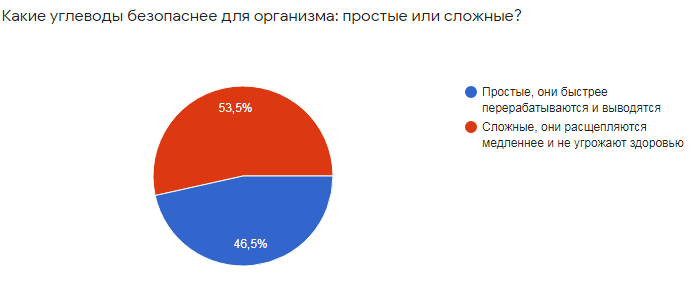 Какие углеводы безопаснее для организма: простые или сложные?
53,5%
46,5%
Простые, они быстрее
перерабатываются и выводятся
Сложные, они расщепляются
медленнее и не угрожают здоровью